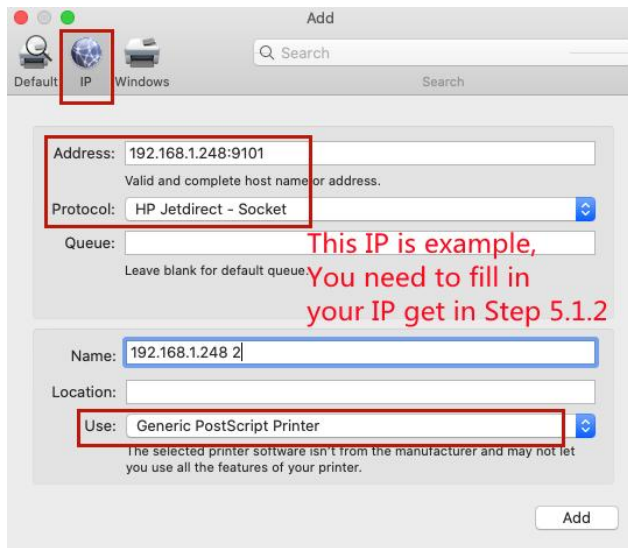 Add
Search
Default IP Windows Search
Address: 192.168.1.248:9101
Valid and complete host name or address.
Protocol: HP Jetdirect - Socket
Queue:
This IP is example,
Leave blank for default queue.
You need to fill in
your IP get in Step 5.1.2
Name: 192.168.1.248 2
Location:
Use: Generic PostScript Printer
The selected printer software isn't from the manufacturer and may not let
you use all the features of your printer.
Add